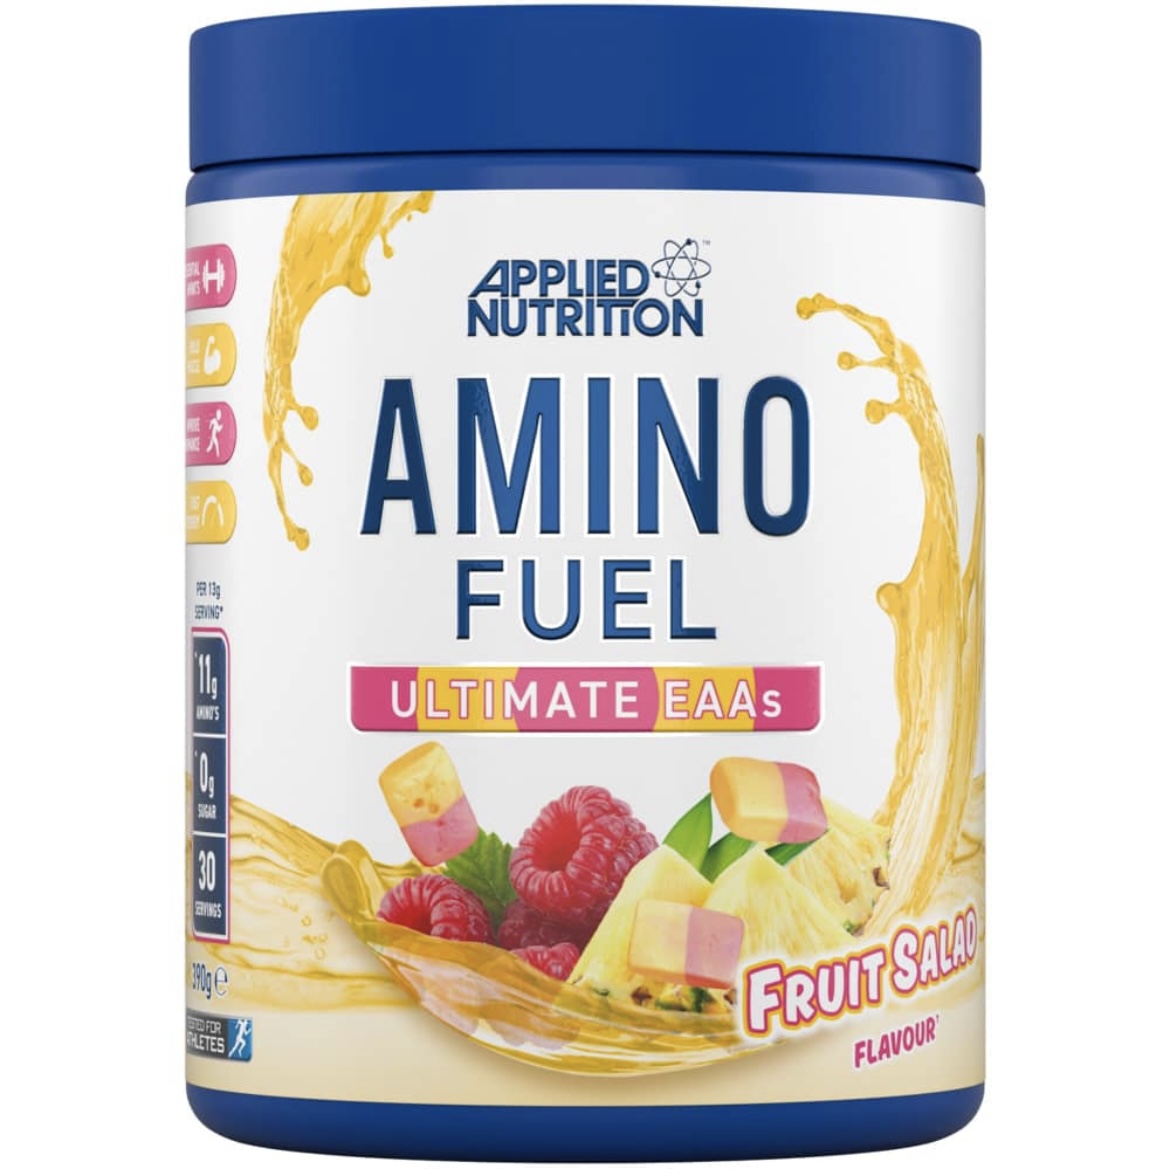 APPLIED
NUTRITION
™
AMINO
FUEL
ULTIMATE EAAs
PER 13g
SERVING*
11g
AMINO'S
0g
SUGAR
30
SERVINGS
390g ℮
FOR
ATHLETES
FRUIT SALAD
FLAVOUR